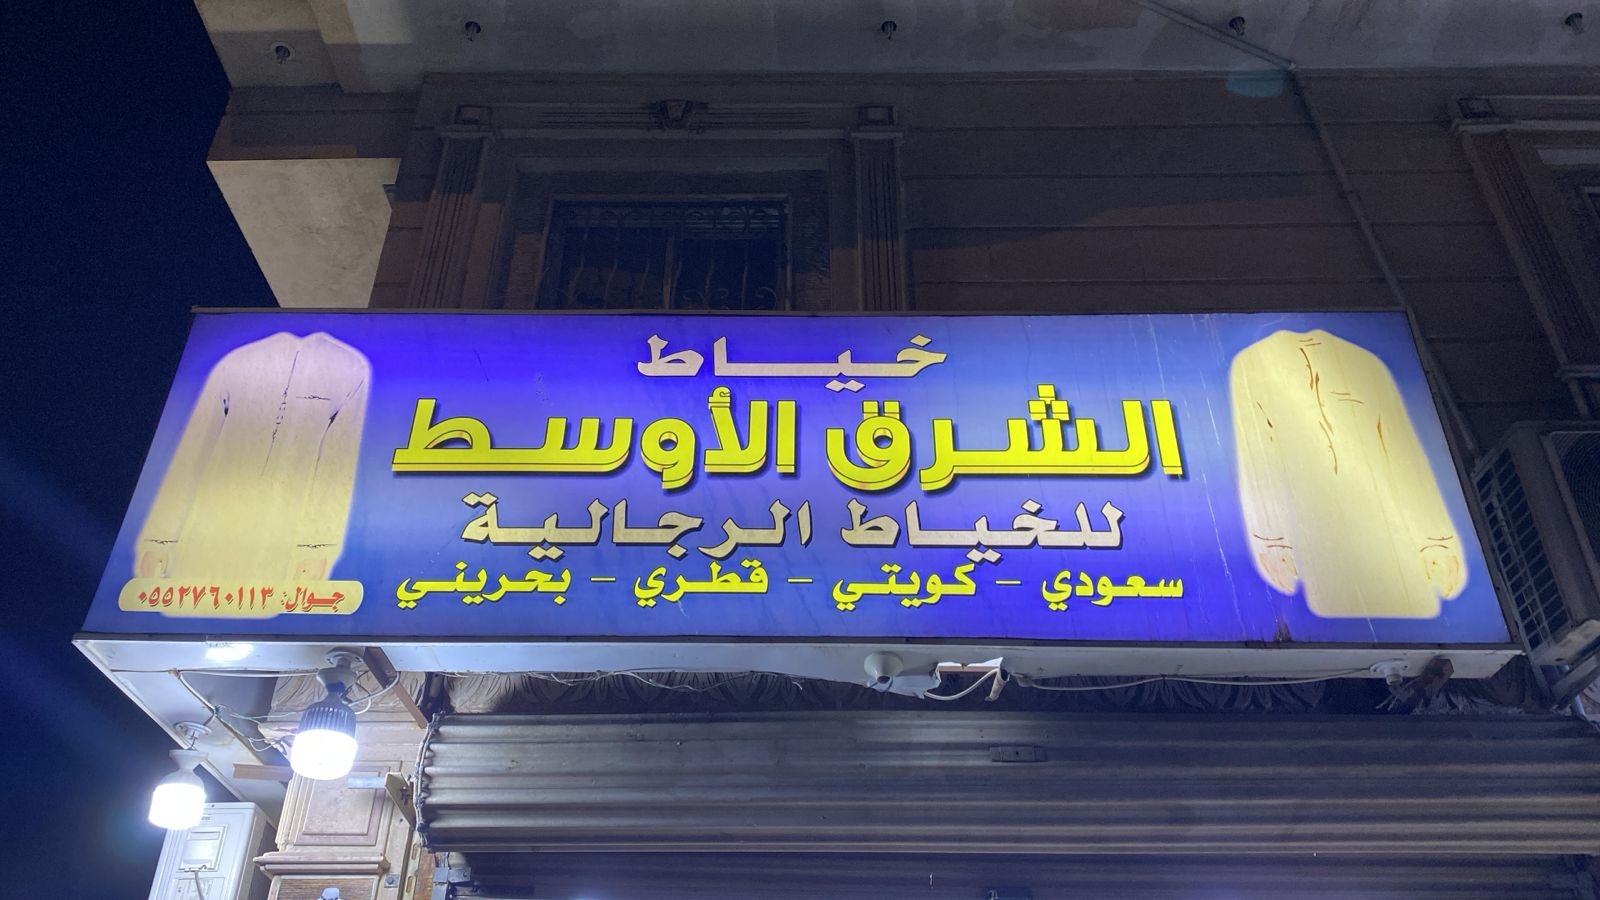 خياط
الشرق الأوسط
للخياط الرجالية
سعودي - كويتي - قطري - بحريني
جوال: ٠٥٥٢٧٦٠١١٣